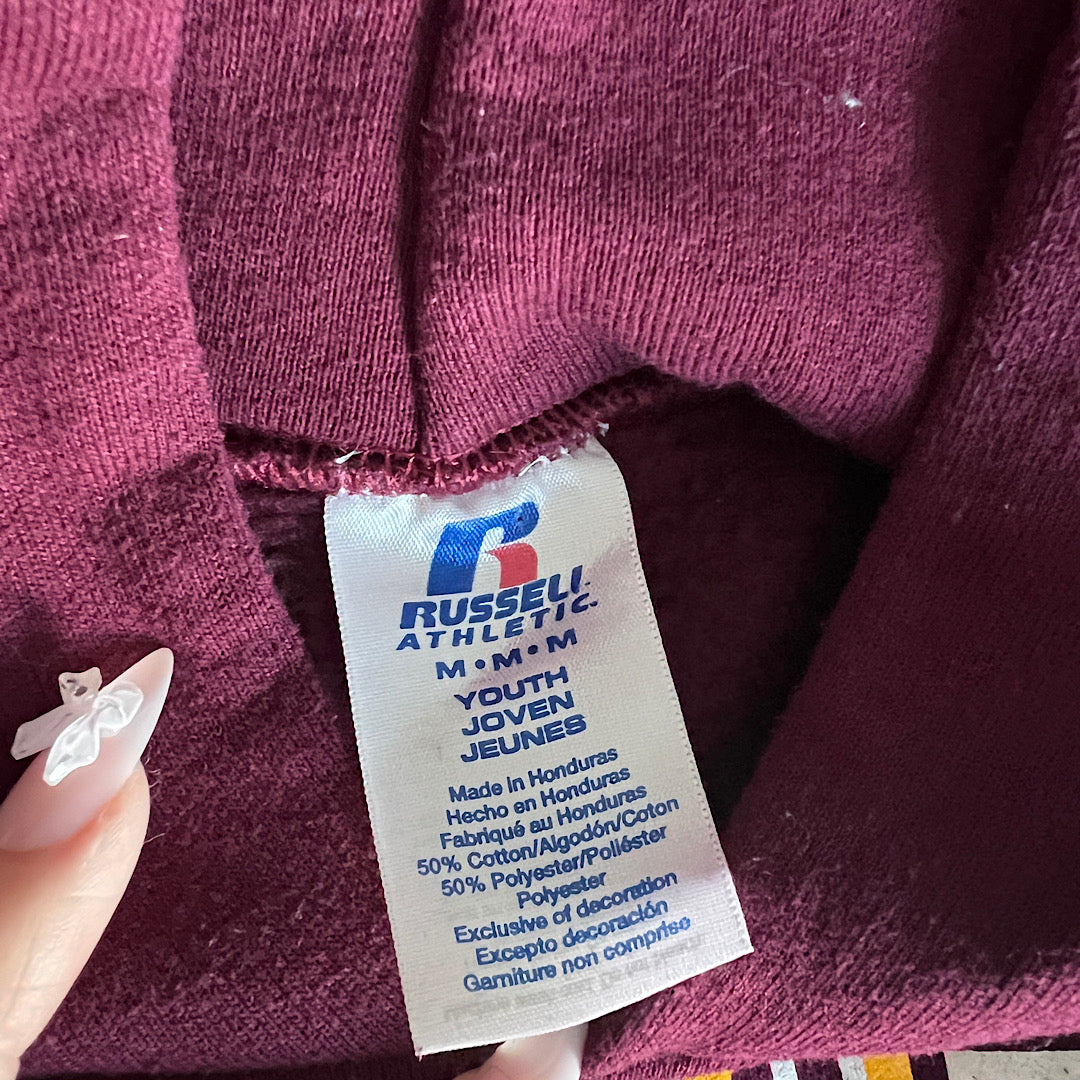 RUSSELL
ATHLETIC.
M • M • M
YOUTH
JOVEN
JEUNES
Made in Honduras
Hecho en Honduras
Fabriqué au Honduras
50% Cotton/Algodón/Coton
50% Polyester/Poliéster
Polyester
Exclusive of decoration
Excepto decoración
Garniture non comprise